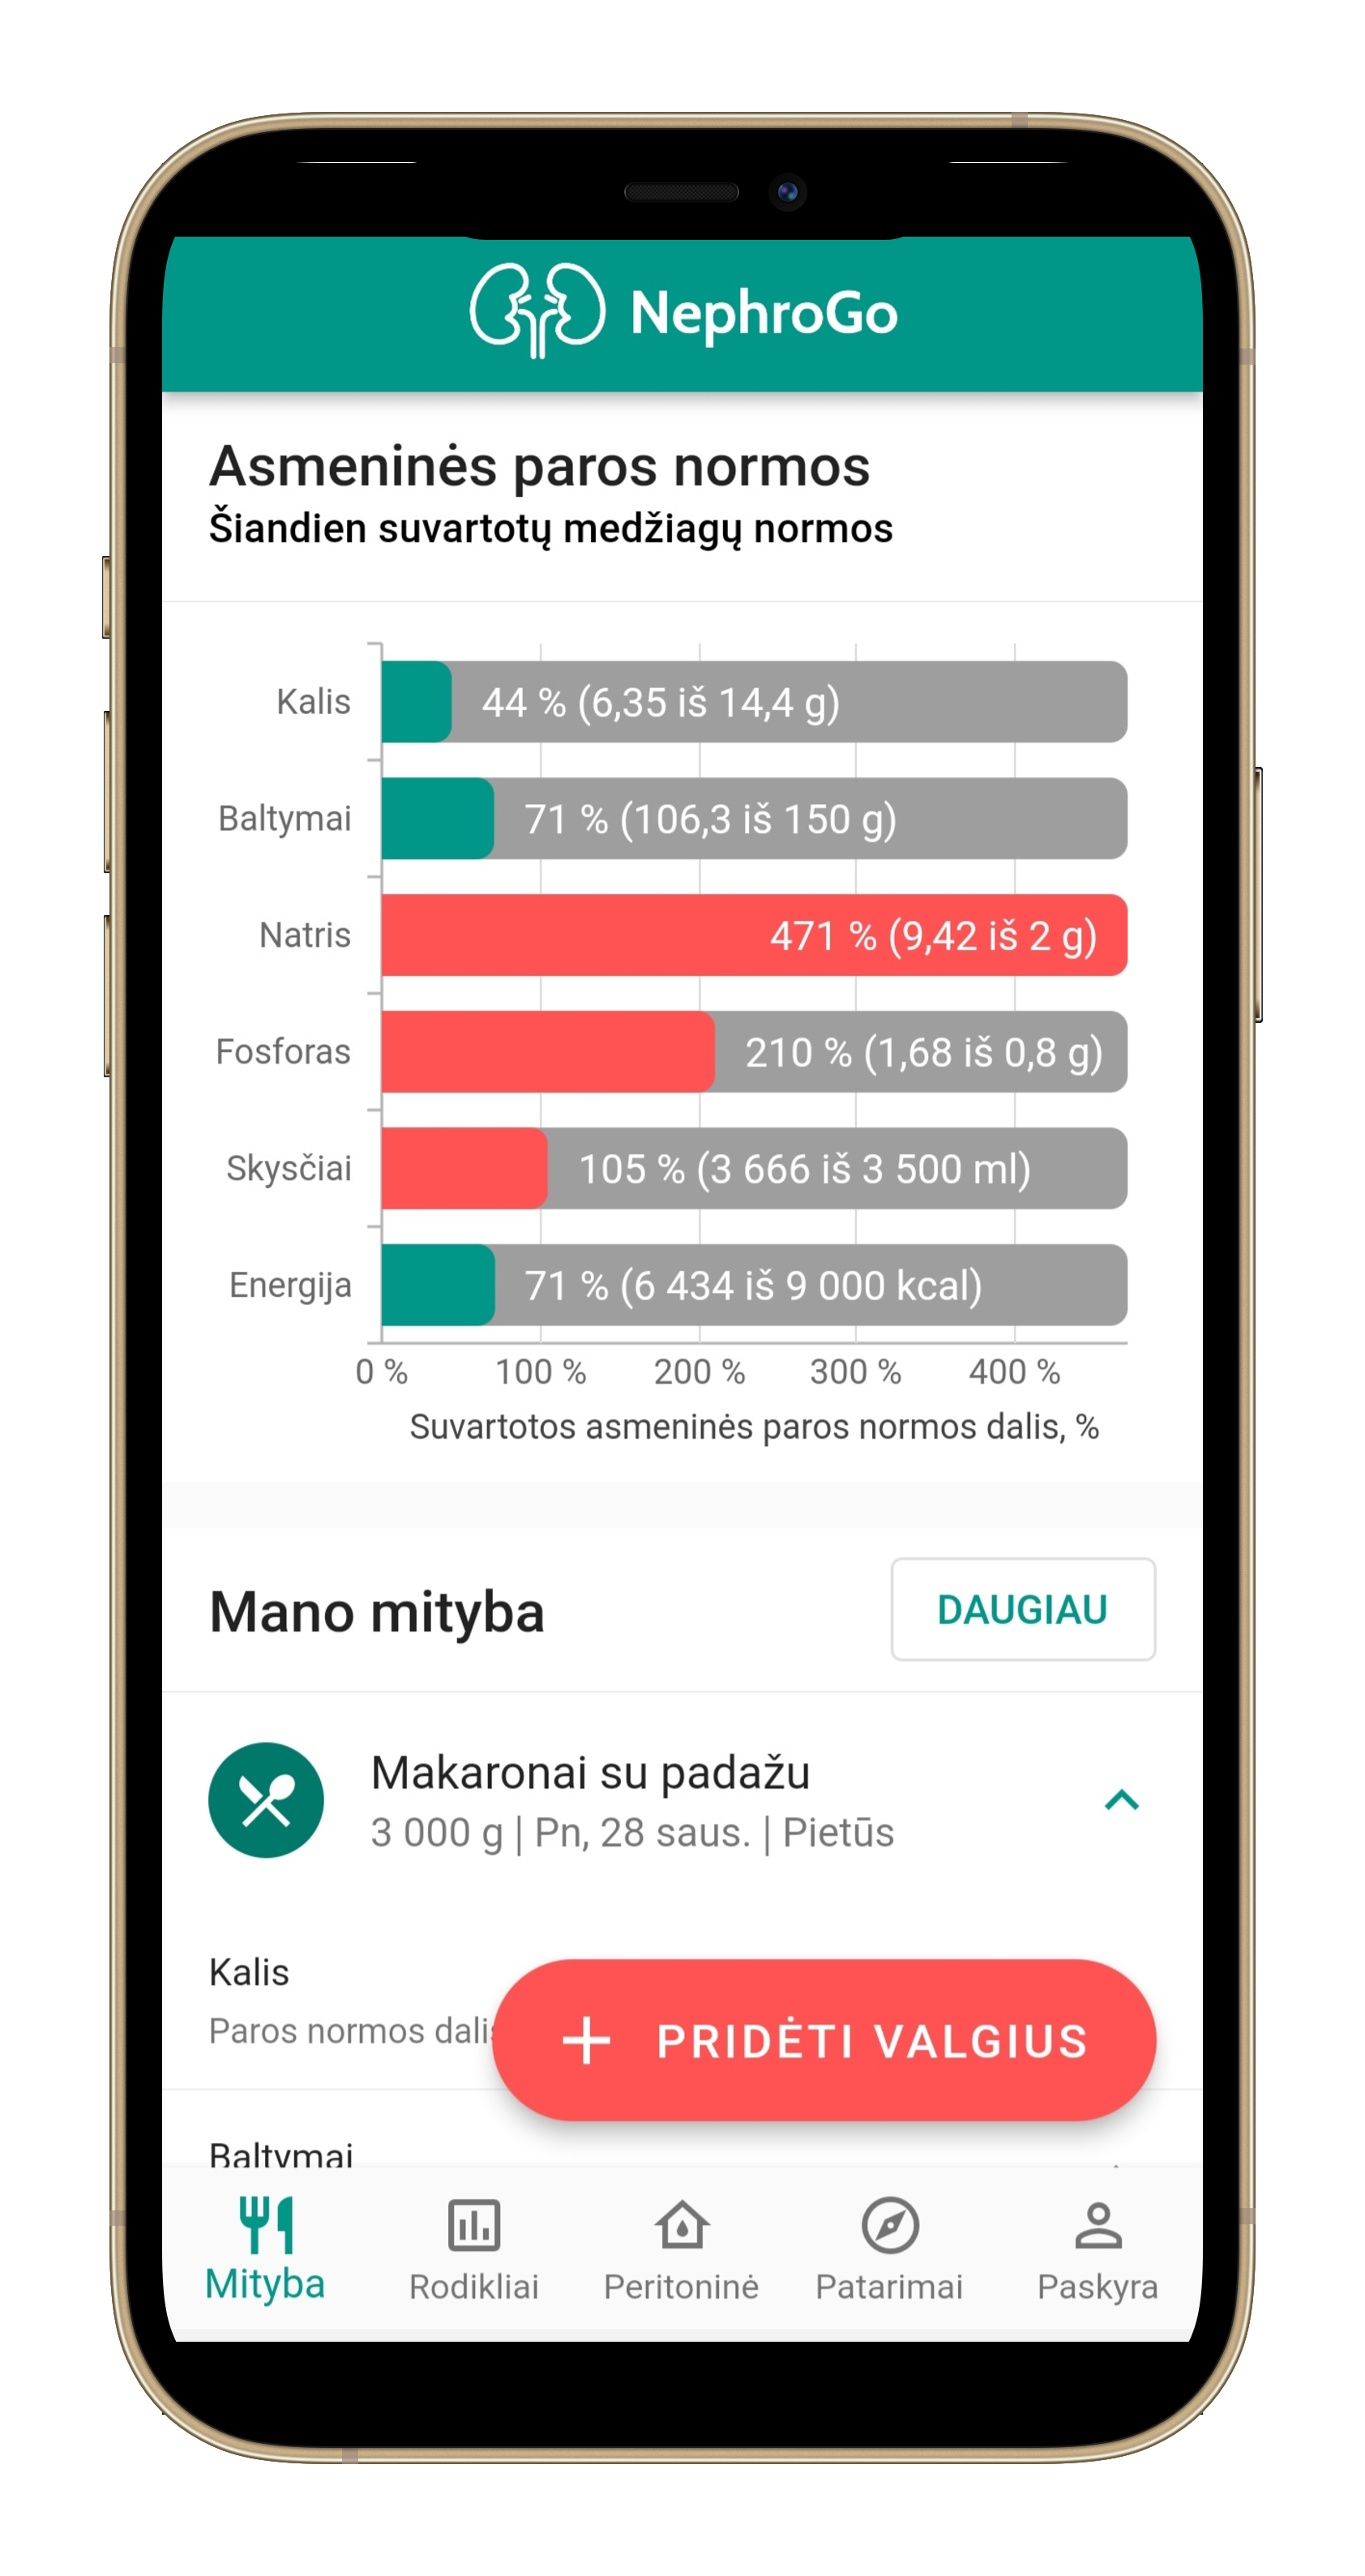 NephroGo
Asmeninės paros normos
Šiandien suvartotų medžiagų normos
Kalis 44 % (6,35 iš 14,4 g)
Baltymai 71 % (106,3 iš 150 g)
Natris 471 % (9,42 iš 2 g)
Fosforas 210 % (1,68 iš 0,8 g)
Skysčiai 105 % (3 666 iš 3 500 ml)
Energija 71 % (6 434 iš 9 000 kcal)
0 % 100 % 200 % 300 % 400 %
Suvartotos asmeninės paros normos dalis, %
Mano mityba DAUGIAU
Makaronai su padažu
3 000 g | Pn, 28 saus. | Pietūs
Kalis
Paros normos dalis
+ PRIDĖTI VALGIUS
Baltymai
Mityba Rodikliai Peritoninė Patarimai Paskyra